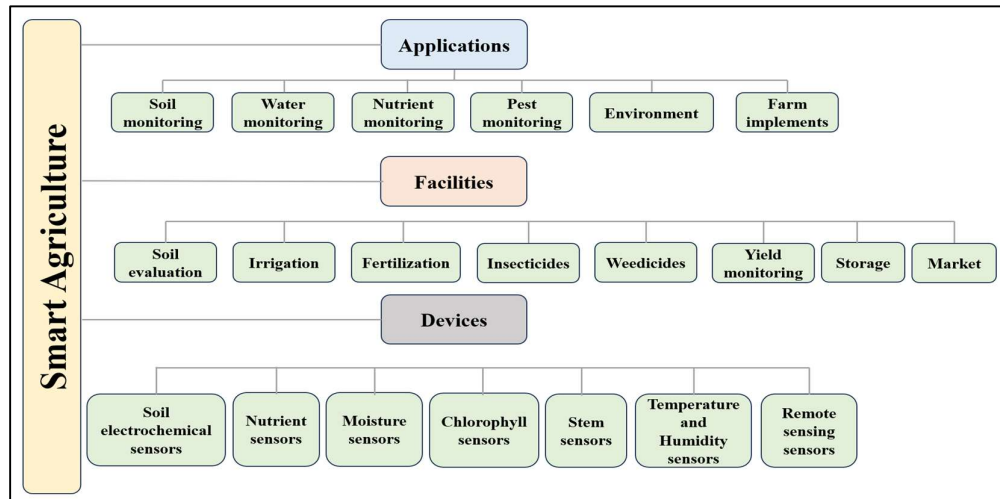 Smart Agriculture
Applications
Soil
monitoring
Water
monitoring
Nutrient
monitoring
Pest
monitoring
Environment
Farm
implements
Facilities
Soil
evaluation
Irrigation
Fertilization
Insecticides
Weedicides
Yield
monitoring
Storage
Market
Devices
Soil
electrochemical
sensors
Nutrient
sensors
Moisture
sensors
Chlorophyll
sensors
Stem
sensors
Temperature
and
Humidity
sensors
Remote
sensing
sensors